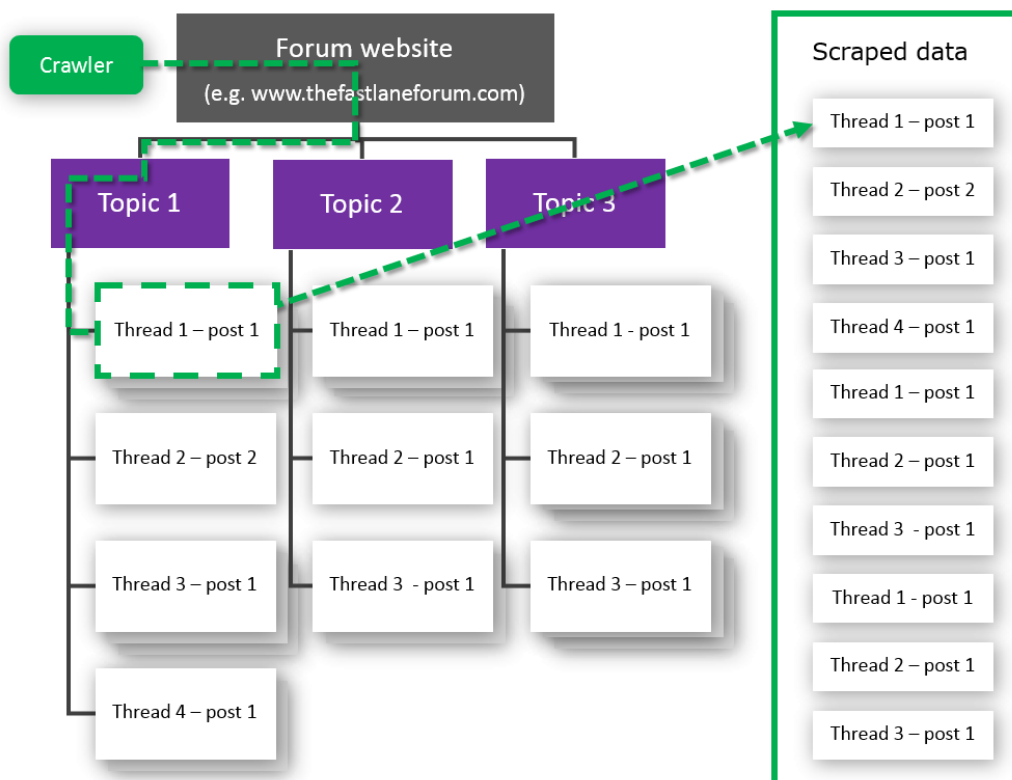 Crawler
Forum website
(e.g. www.thefastlaneforum.com)
Topic 1
Topic 2
Topic 3
Thread 1 – post 1
Thread 2 – post 2
Thread 3 – post 1
Thread 4 – post 1
Thread 1 – post 1
Thread 2 – post 1
Thread 3  - post 1
Thread 1 - post 1
Thread 2 – post 1
Thread 3 – post 1
Scraped data
Thread 1 – post 1
Thread 2 – post 2
Thread 3 – post 1
Thread 4 – post 1
Thread 1 – post 1
Thread 2 – post 1
Thread 3  - post 1
Thread 1 - post 1
Thread 2 – post 1
Thread 3 – post 1